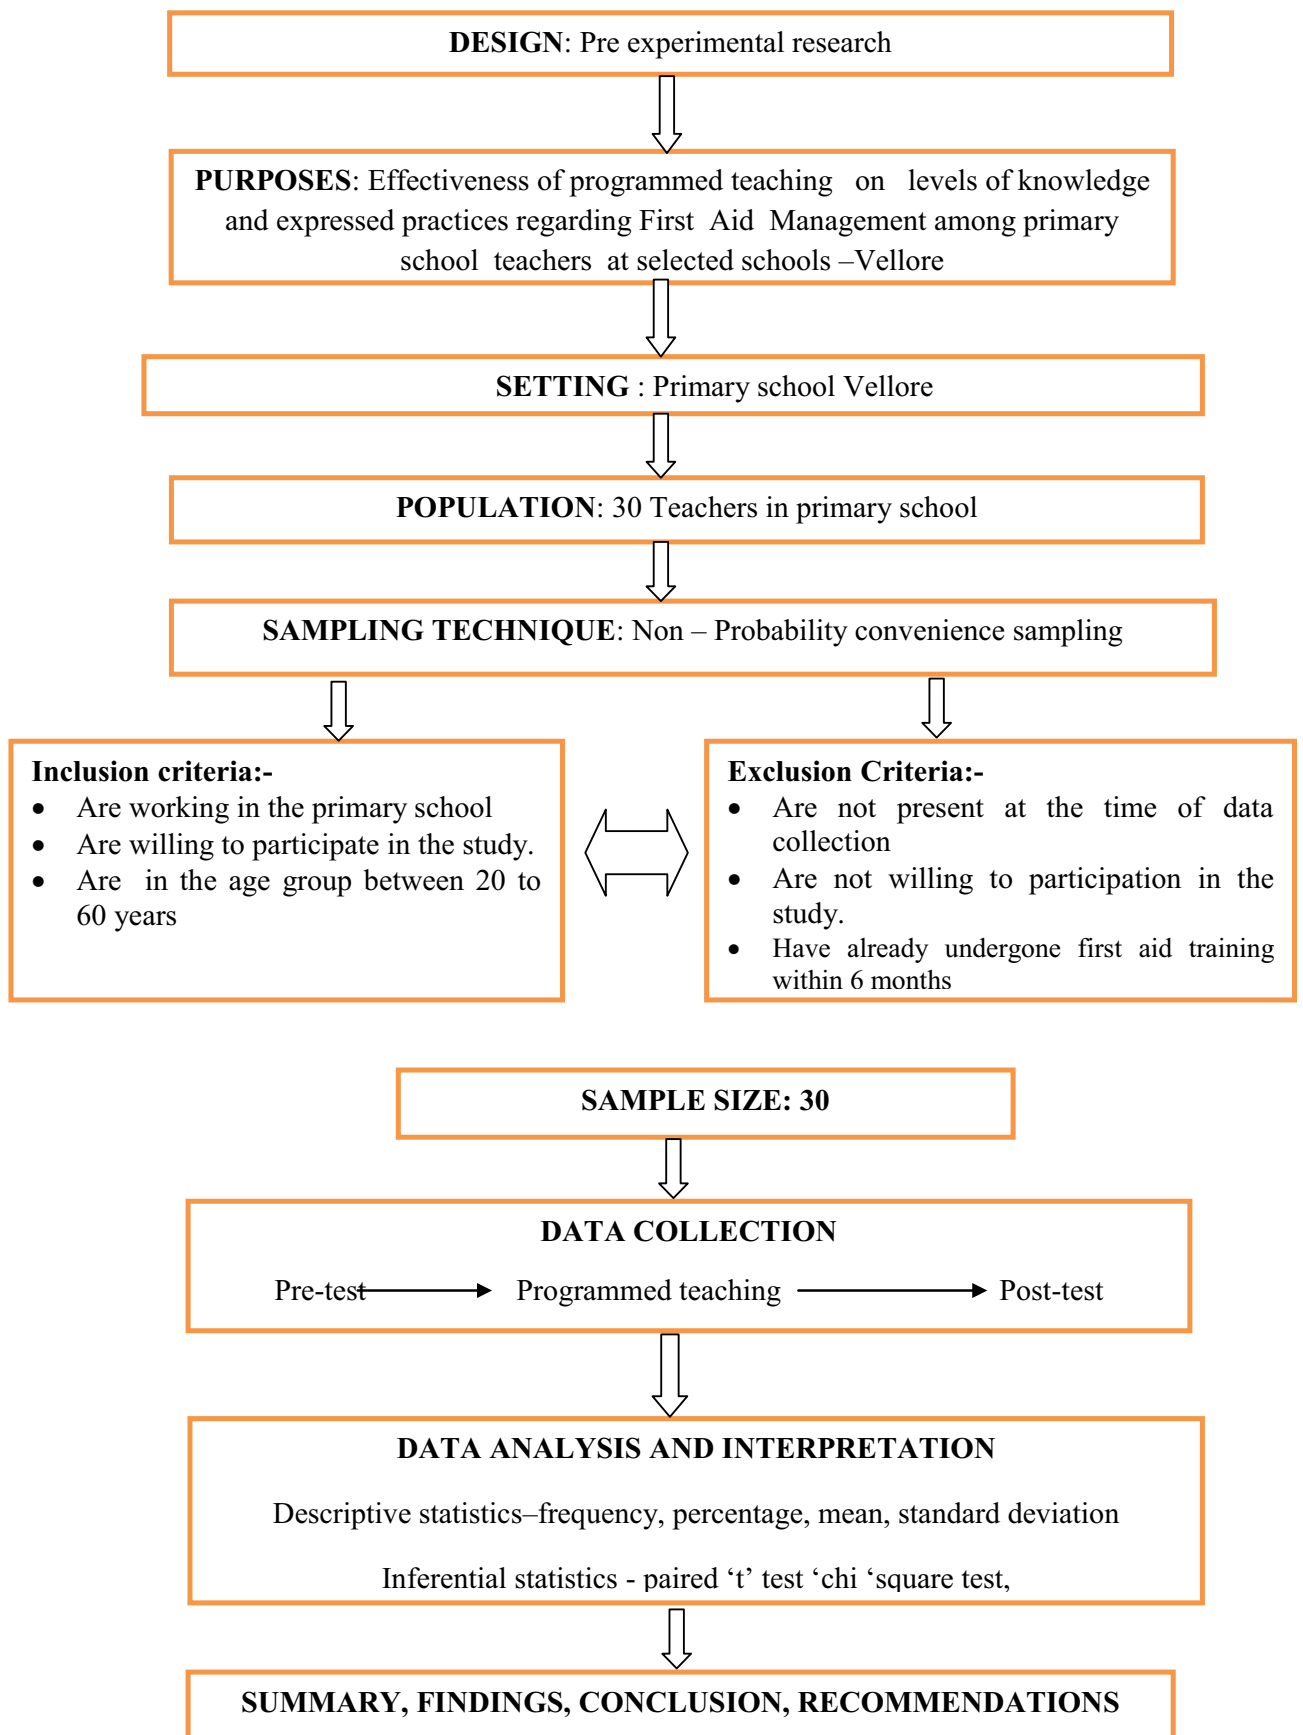 DESIGN: Pre experimental research
PURPOSES: Effectiveness of programmed teaching on levels of knowledge
and expressed practices regarding First Aid Management among primary
school teachers at selected schools –Vellore
SETTING : Primary school Vellore
POPULATION: 30 Teachers in primary school
SAMPLING TECHNIQUE: Non – Probability convenience sampling
Inclusion criteria:-
• Are working in the primary school
• Are willing to participate in the study.
• Are in the age group between 20 to
60 years
Exclusion Criteria:-
• Are not present at the time of data
collection
• Are not willing to participation in the
study.
• Have already undergone first aid training
within 6 months
SAMPLE SIZE: 30
DATA COLLECTION
Pre-test Programmed teaching Post-test
DATA ANALYSIS AND INTERPRETATION
Descriptive statistics–frequency, percentage, mean, standard deviation
Inferential statistics - paired ‘t’ test ‘chi ‘square test,
SUMMARY, FINDINGS, CONCLUSION, RECOMMENDATIONS